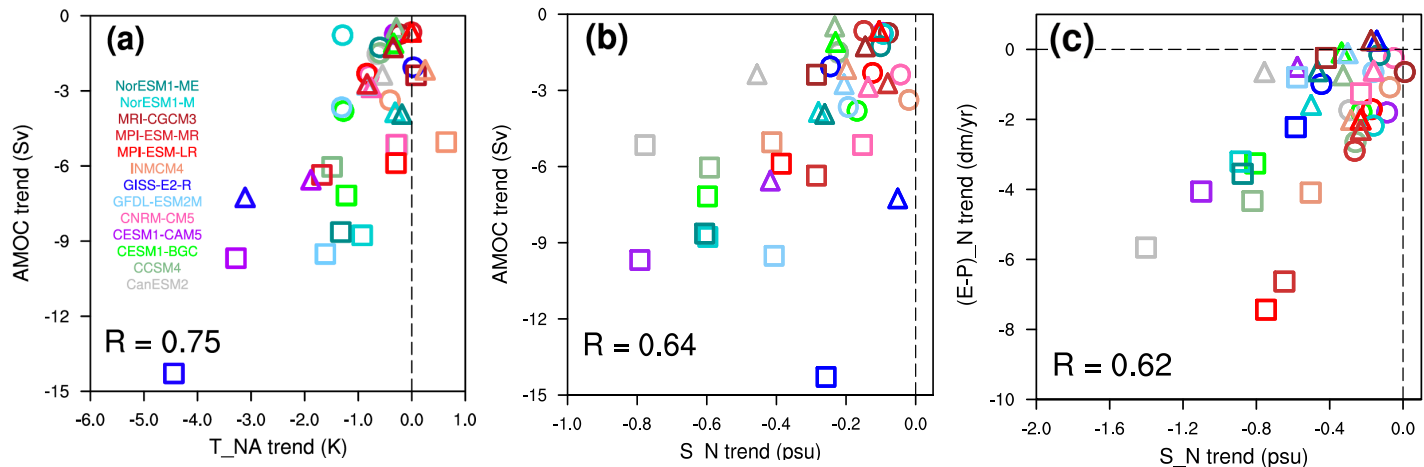 (a)
0
-3
-6
-9
-12
-15
AMOC trend (Sv)
NorESM1-ME
NorESM1-M
MRI-CGCM3
MPI-ESM-MR
MPI-ESM-LR
INMCM4
GISS-E2-R
GFDL-ESM2M
CNRM-CM5
CESM1-CAM5
CESM1-BGC
CCSM4
CanESM2
R = 0.75
-6.0 -5.0 -4.0 -3.0 -2.0 -1.0 0.0 1.0
T_NA trend (K)
(b)
0
-3
-6
-9
-12
-15
AMOC trend (Sv)
R = 0.64
-1.0 -0.8 -0.6 -0.4 -0.2 0.0
S_N trend (psu)
(c)
0
-2
-4
-6
-8
-10
(E-P)_N trend (dm/yr)
R = 0.62
-2.0 -1.6 -1.2 -0.8 -0.4 0.0
S_N trend (psu)